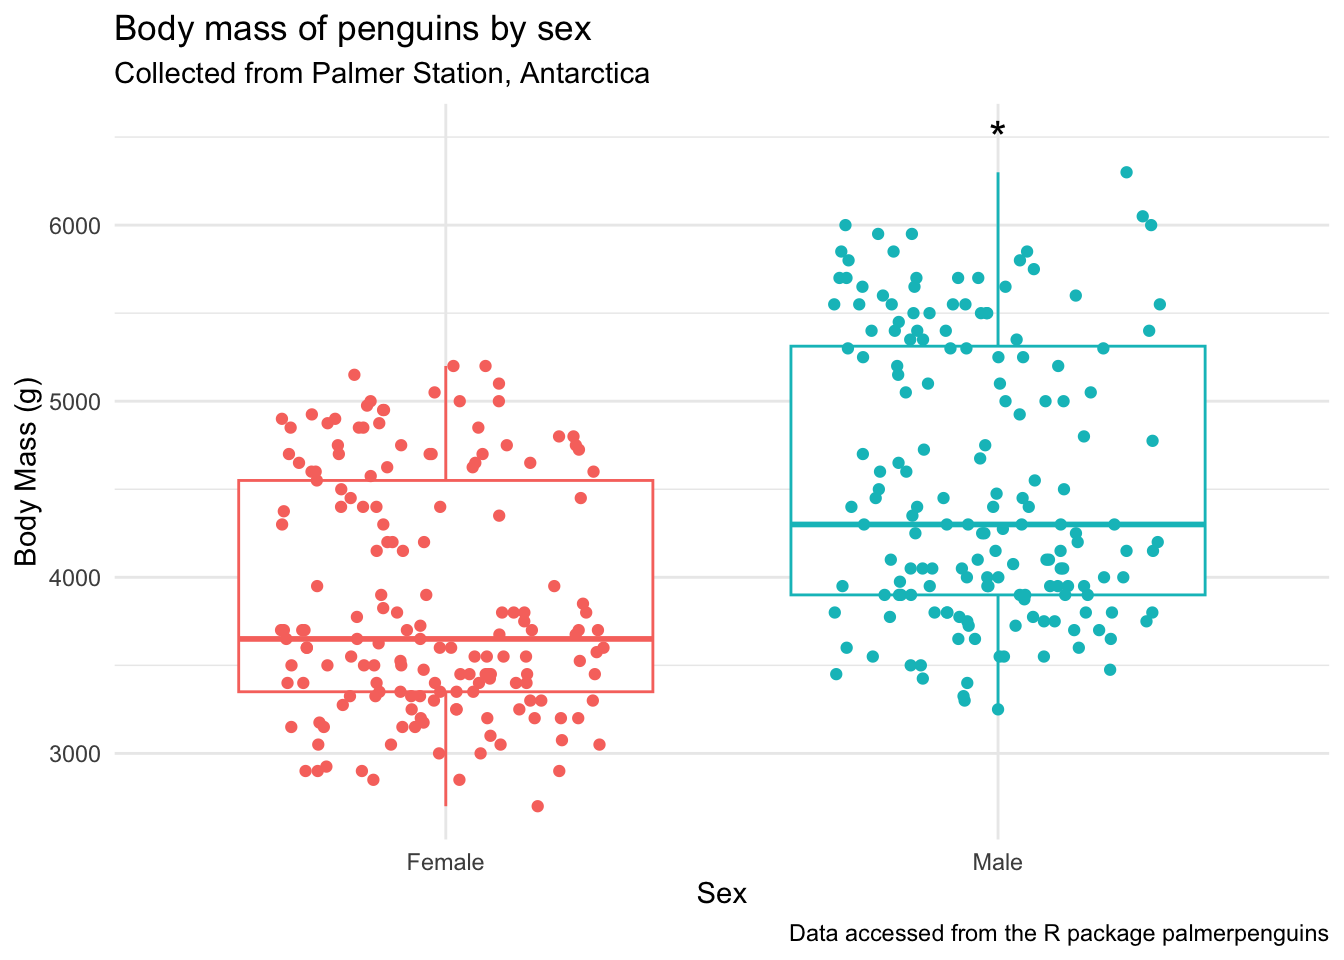 Body mass of penguins by sex
Collected from Palmer Station, Antarctica
*
6000
5000
4000
3000
Body Mass (g)
Female Male
Sex
Data accessed from the R package palmerpenguins